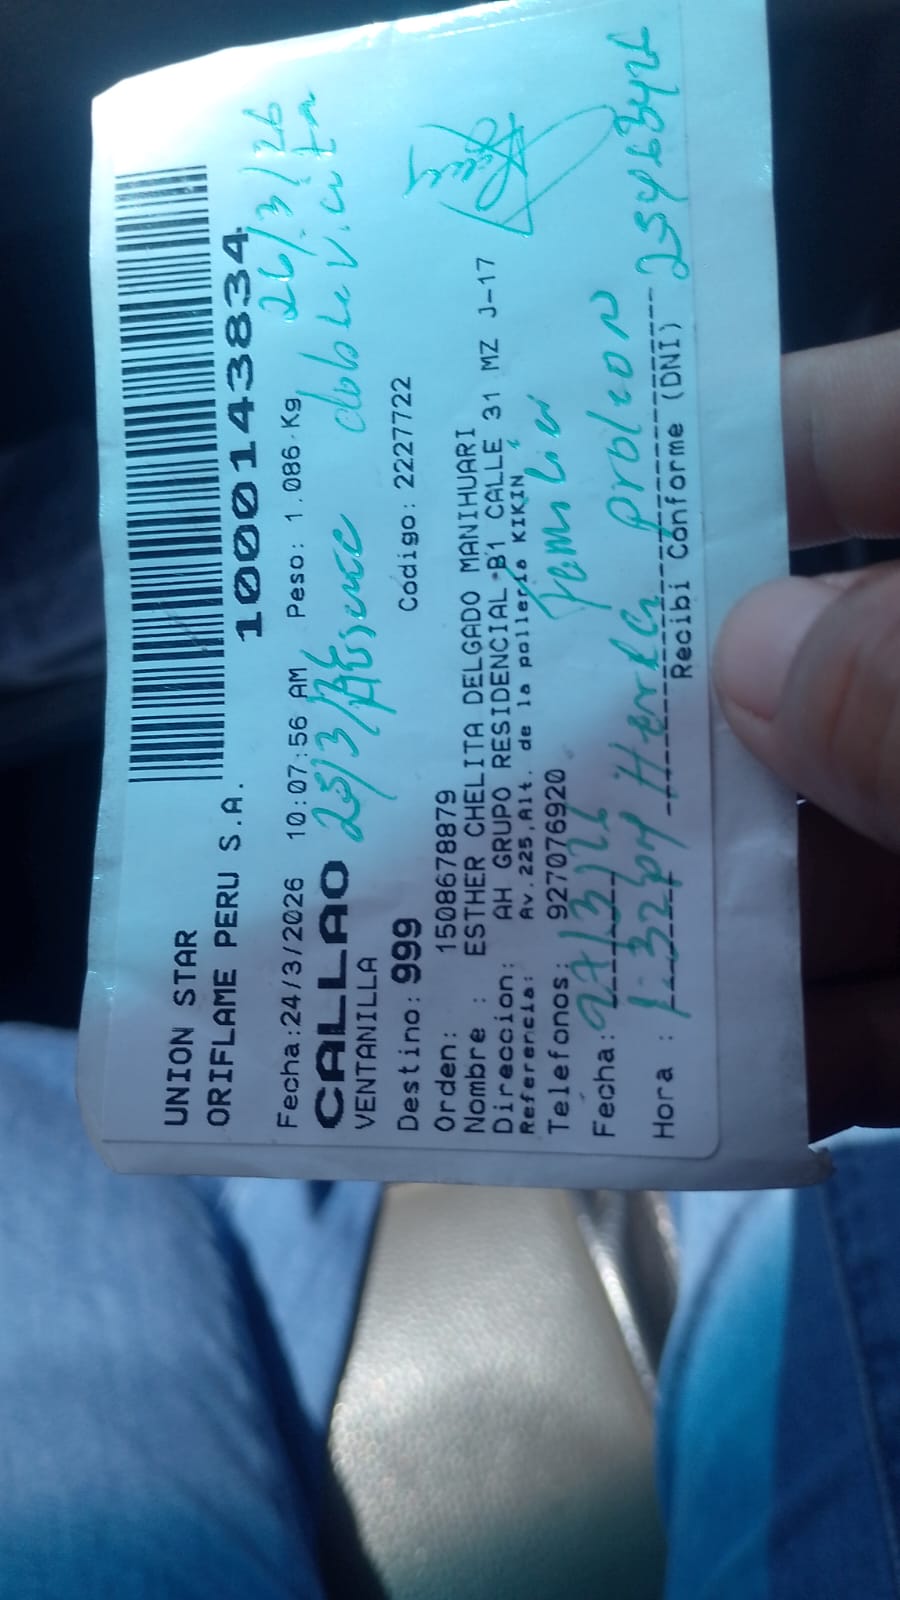 UNION STAR
ORIFLAME PERU S.A. 1000143834
Fecha:24/3/2026 10:07:56 AM Peso: 1.086 Kg 26/3/26
CALLAO 25/3/26 Ausente doble V.
VENTANILLA
Destino: 999 Codigo: 2227722
Orden: 1508678879
Nombre : ESTHER CHELITA DELGADO MANIHUARI
Direccion: AH GRUPO RESIDENCIAL B1 CALLE 31 MZ J-17
Referencia: Av.225,Alt. de la polleria KIKIN
Telefonos: 927076920 Familiar
Fecha: 27/3/26
Hora : 1:32pm 25463426
Recibi Conforme (DNI)